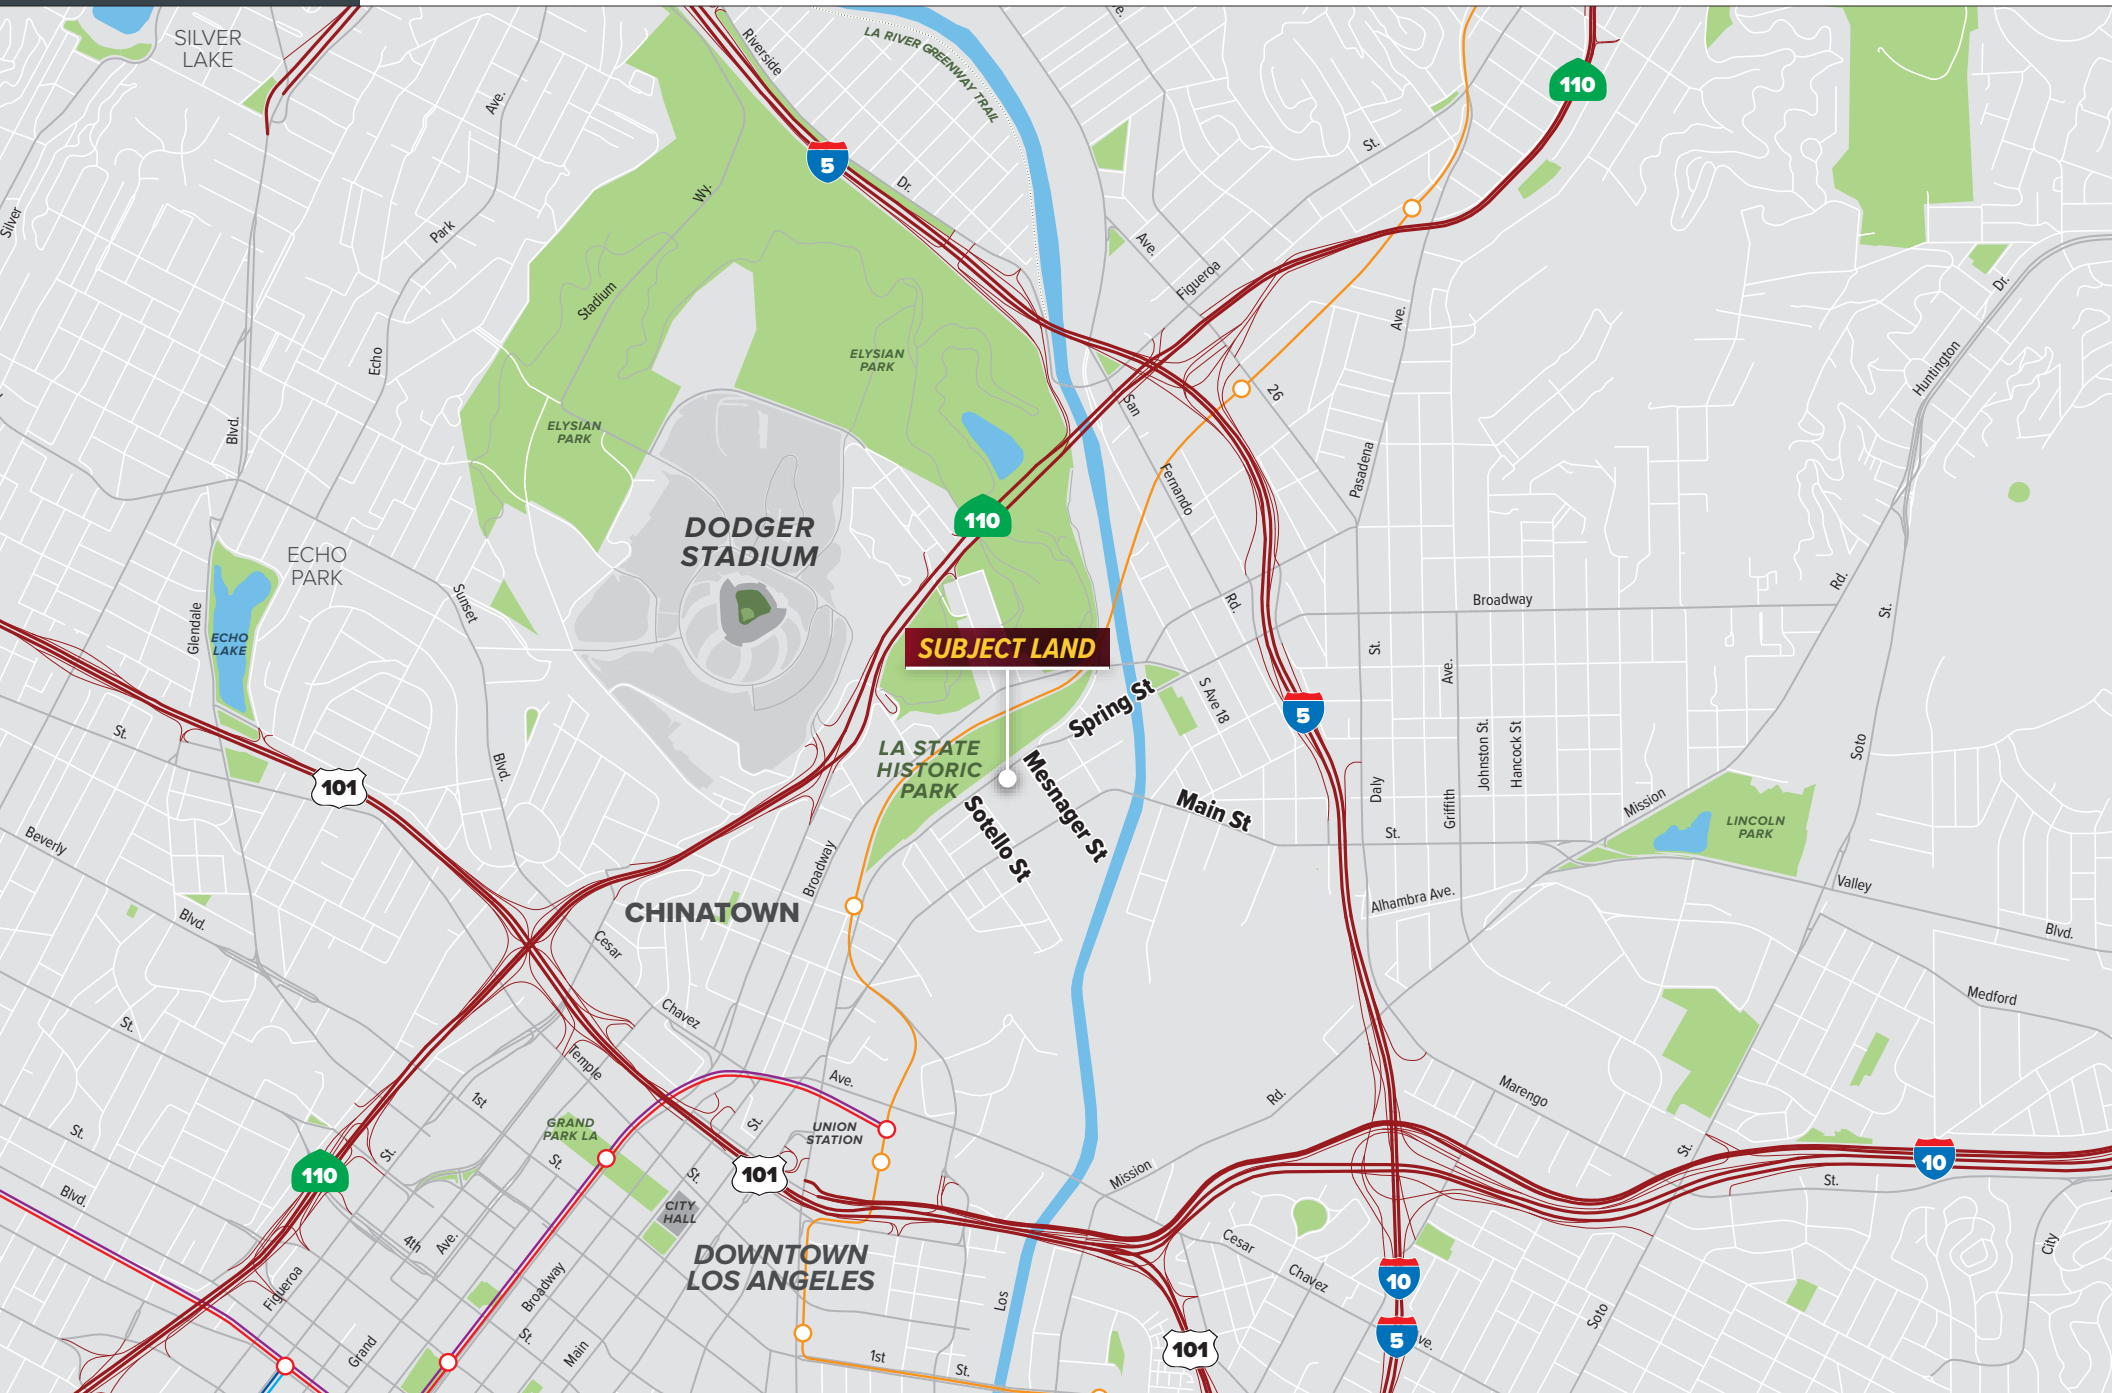 SILVER
LAKE
Riverside
LA RIVER GREENWAY TRAIL
e.
110
Ave.
St.
5
Dr.
Wy.
Silver
Park
Ave.
Figueroa
Dr.
Stadium
Ave.
Echo
ELYSIAN
PARK
Huntington
26
San
Blvd.
ELYSIAN
PARK
Pasadena
Fernando
110
DODGER
STADIUM
ECHO
PARK
Sunset
Rd.
Rd.
Broadway
St.
Glendale
ECHO
LAKE
SUBJECT LAND
St.
Ave.
S Ave 18
Spring St
5
St.
LA STATE
HISTORIC
PARK
Mesnager St
Johnston St.
Hancock St
Soto
Blvd.
101
Daly
Griffith
Main St
Sotello St
Mission
St.
LINCOLN
PARK
Beverly
Broadway
Alhambra Ave.
Valley
Blvd.
CHINATOWN
Blvd.
Cesar
Medford
Chavez
St.
Temple
Ave.
1st
Rd.
Marengo
St.
GRAND
PARK LA
St.
UNION
STATION
St.
St.
St.
10
110
St.
101
Mission
St.
Blvd.
CITY
HALL
4th
Ave.
Cesar
City
DOWNTOWN
LOS ANGELES
Chavez
10
Figueroa
Broadway
Los
Soto
5
ve.
St.
Grand
Main
101
1st
St.